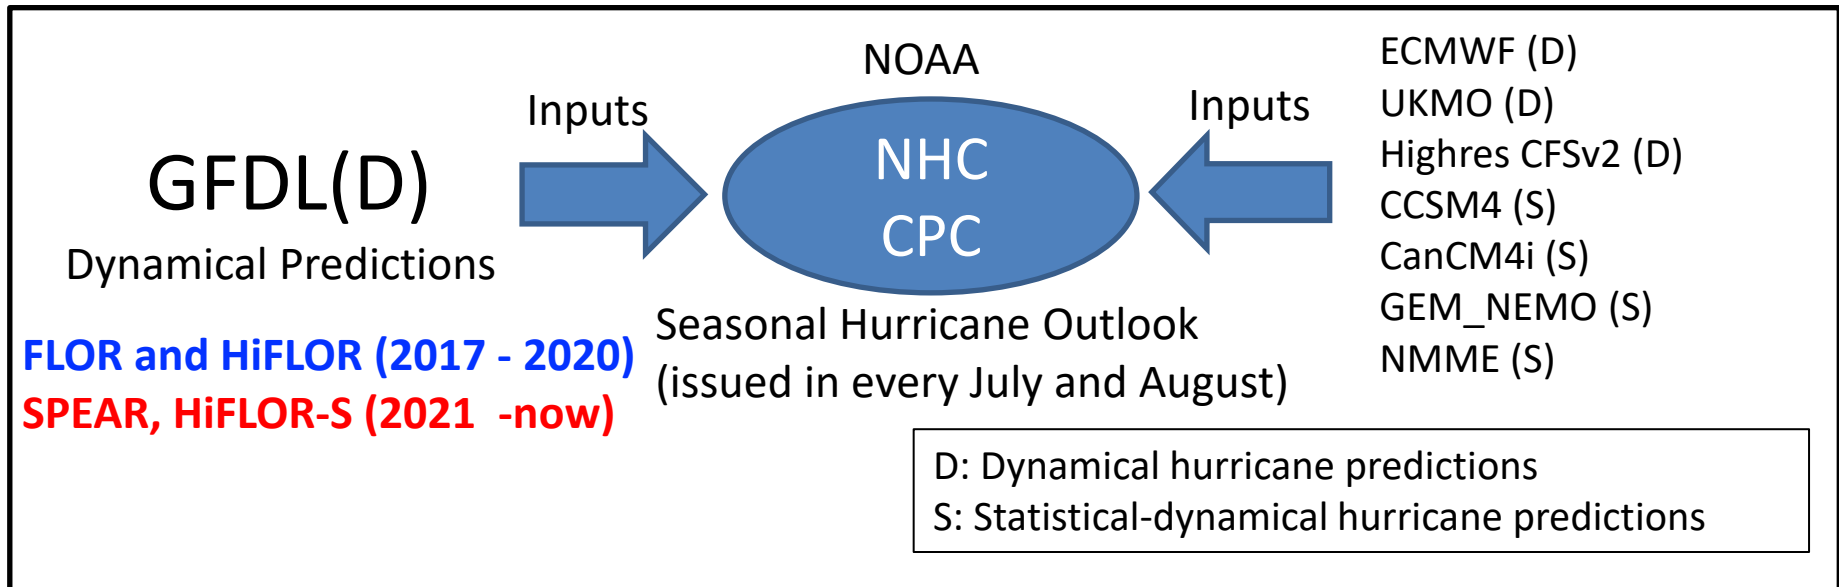 GFDL(D)
Dynamical Predictions
FLOR and HiFLOR (2017 - 2020)
SPEAR, HiFLOR-S (2021  -now)
Inputs
NOAA
NHC
CPC
Seasonal Hurricane Outlook
(issued in every July and August)
Inputs
ECMWF (D)
UKMO (D)
Highres CFSv2 (D)
CCSM4 (S)
CanCM4i (S)
GEM_NEMO (S)
NMME (S)
D: Dynamical hurricane predictions
S: Statistical-dynamical hurricane predictions